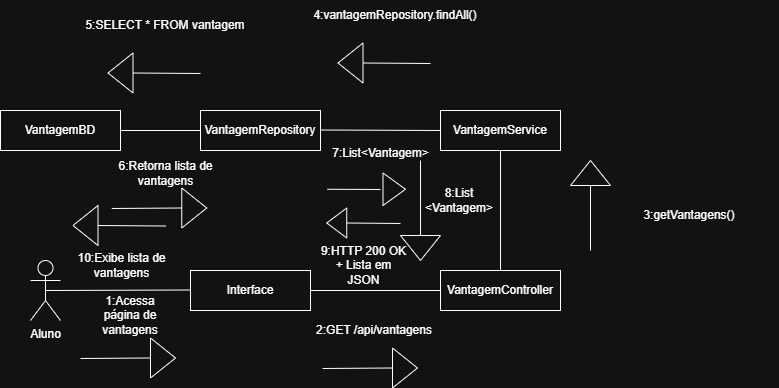 4:vantagemRepository.findAll()
5:SELECT * FROM vantagem
VantagemBD
VantagemRepository
VantagemService
7:List<Vantagem>
6:Retorna lista de
vantagens
8:List
<Vantagem>
3:getVantagens()
10:Exibe lista de
vantagens
9:HTTP 200 OK
+ Lista em
JSON
Interface
VantagemController
1:Acessa
página de
vantagens
Aluno
2:GET /api/vantagens